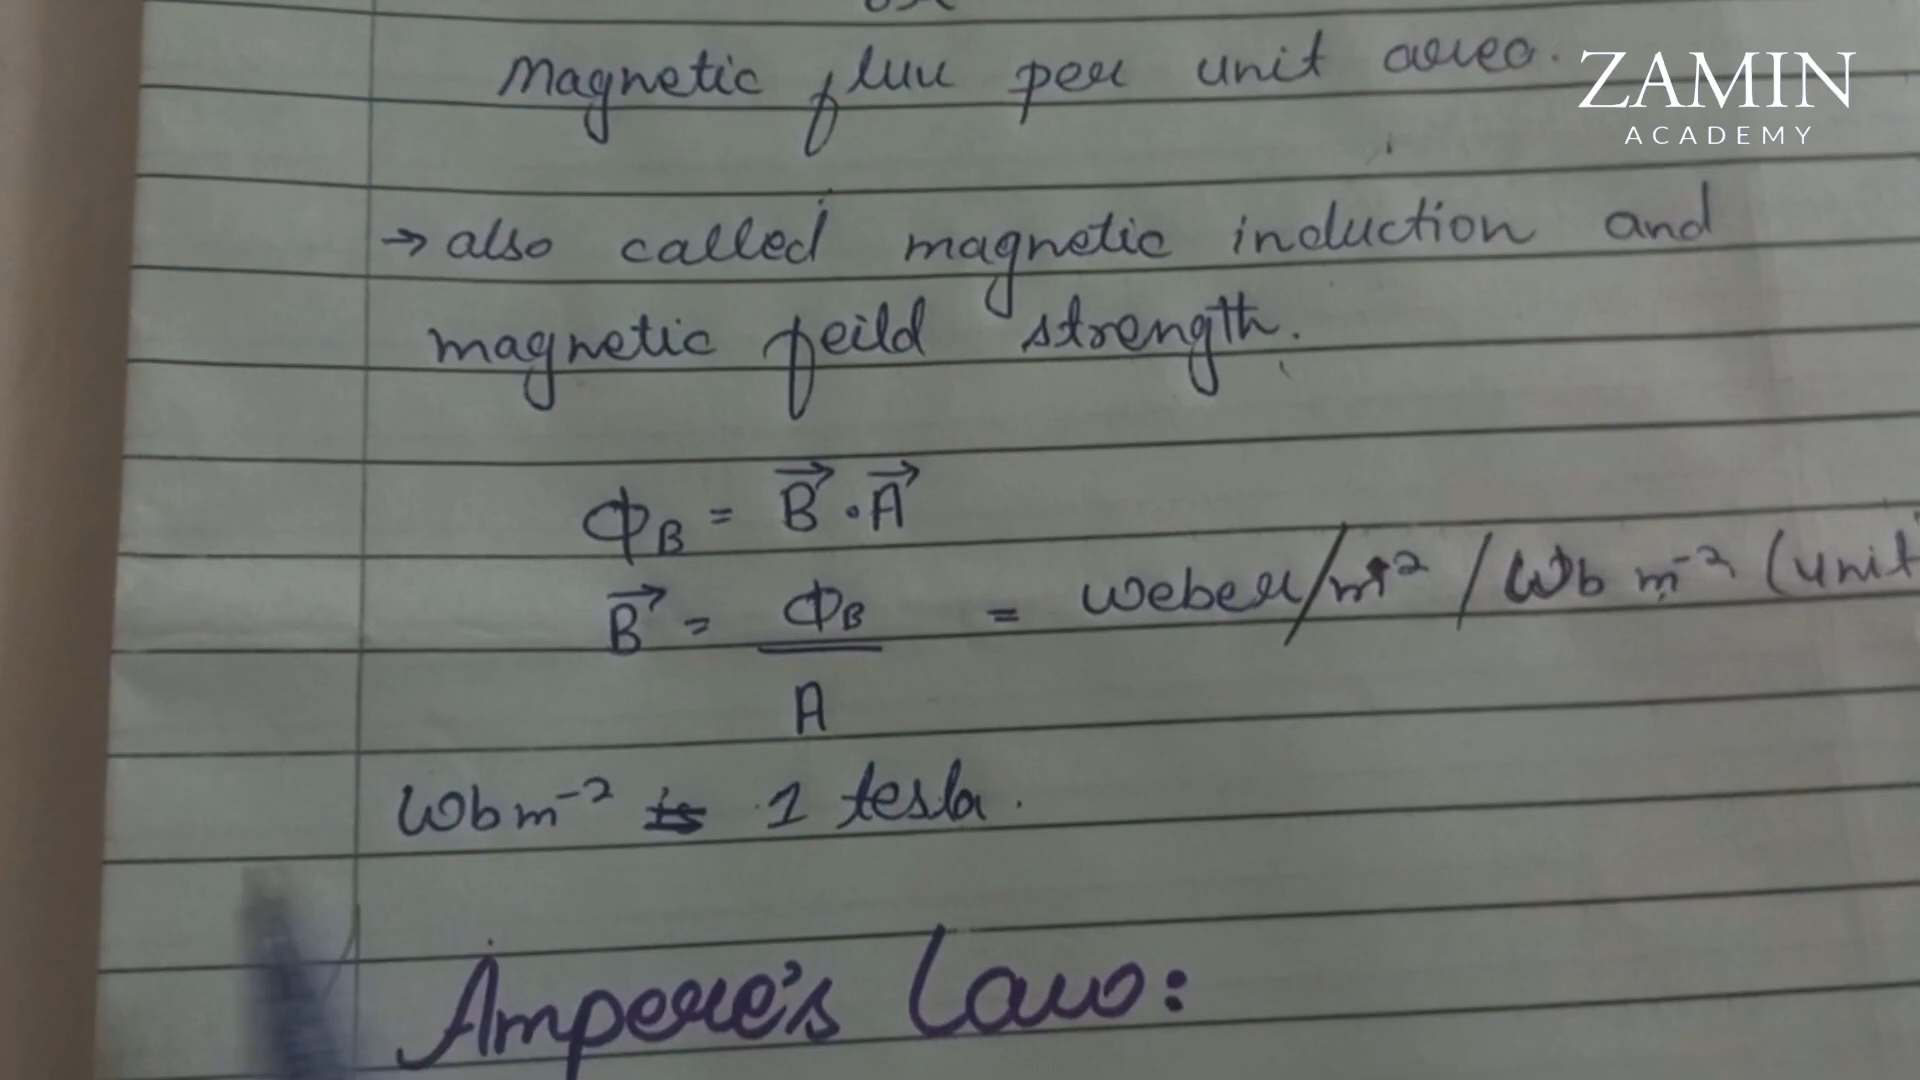 magnetic flux per unit area.
ZAMIN
ACADEMY
→ also called magnetic induction and
magnetic feild strength.
ΦB = B⃗ · A⃗
B⃗ = ΦB / A = weber/m² / Wb m⁻² (unit
Wb m⁻² = 1 tesla.
Ampere's Law: